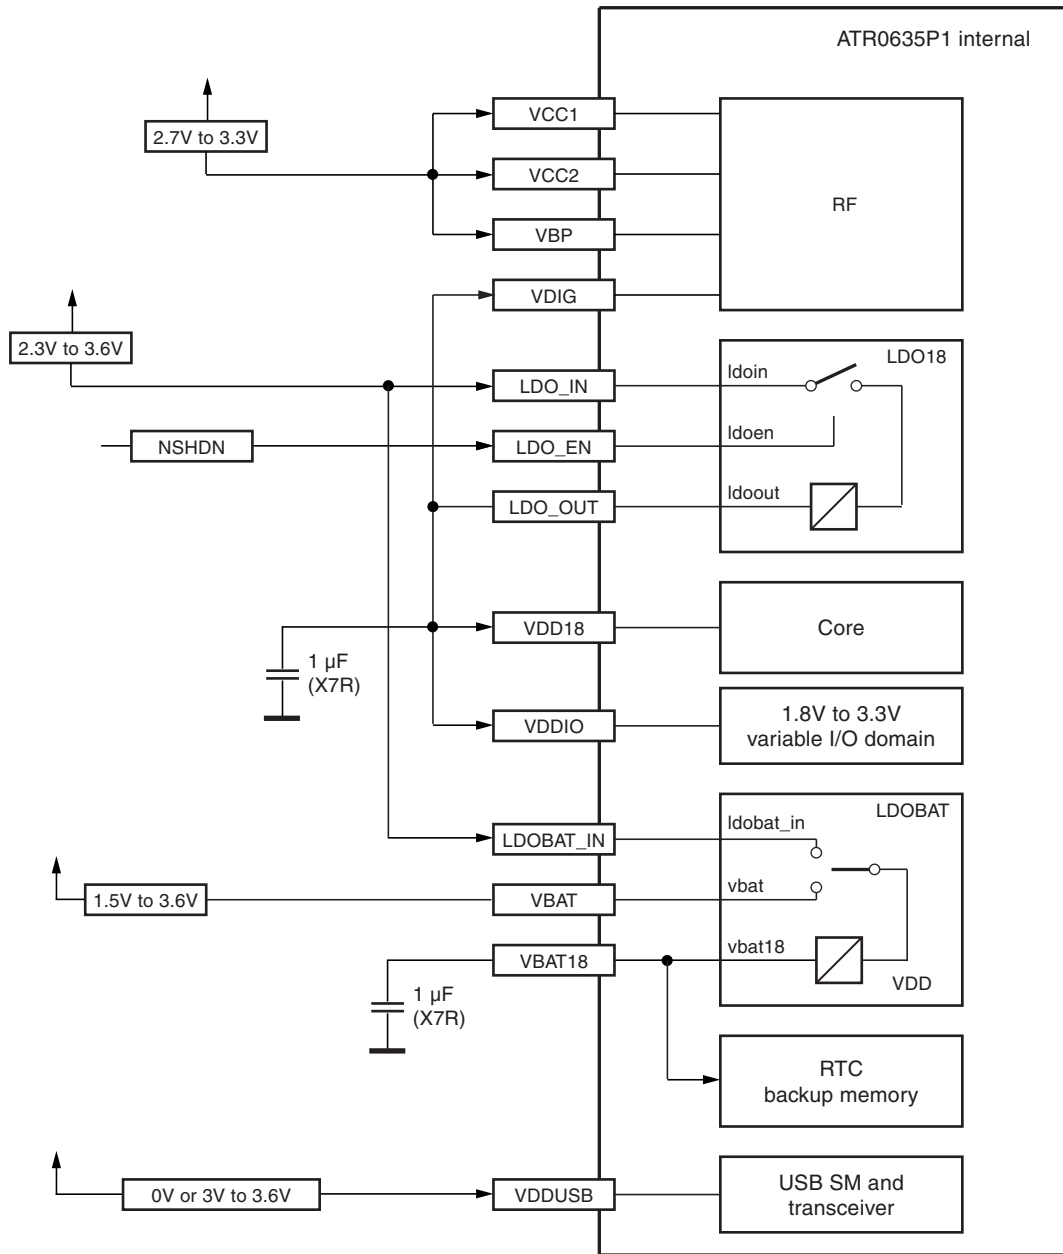 ATR0635P1 internal
2.7V to 3.3V
VCC1
VCC2
VBP
VDIG
RF
2.3V to 3.6V
LDO_IN
NSHDN
LDO_EN
LDO_OUT
LDO18
ldoin
ldoen
ldoout
VDD18
Core
1 µF
(X7R)
VDDIO
1.8V to 3.3V
variable I/O domain
LDOBAT_IN
LDOBAT
ldobat_in
1.5V to 3.6V
VBAT
vbat
VBAT18
vbat18
VDD
1 µF
(X7R)
RTC
backup memory
0V or 3V to 3.6V
VDDUSB
USB SM and
transceiver